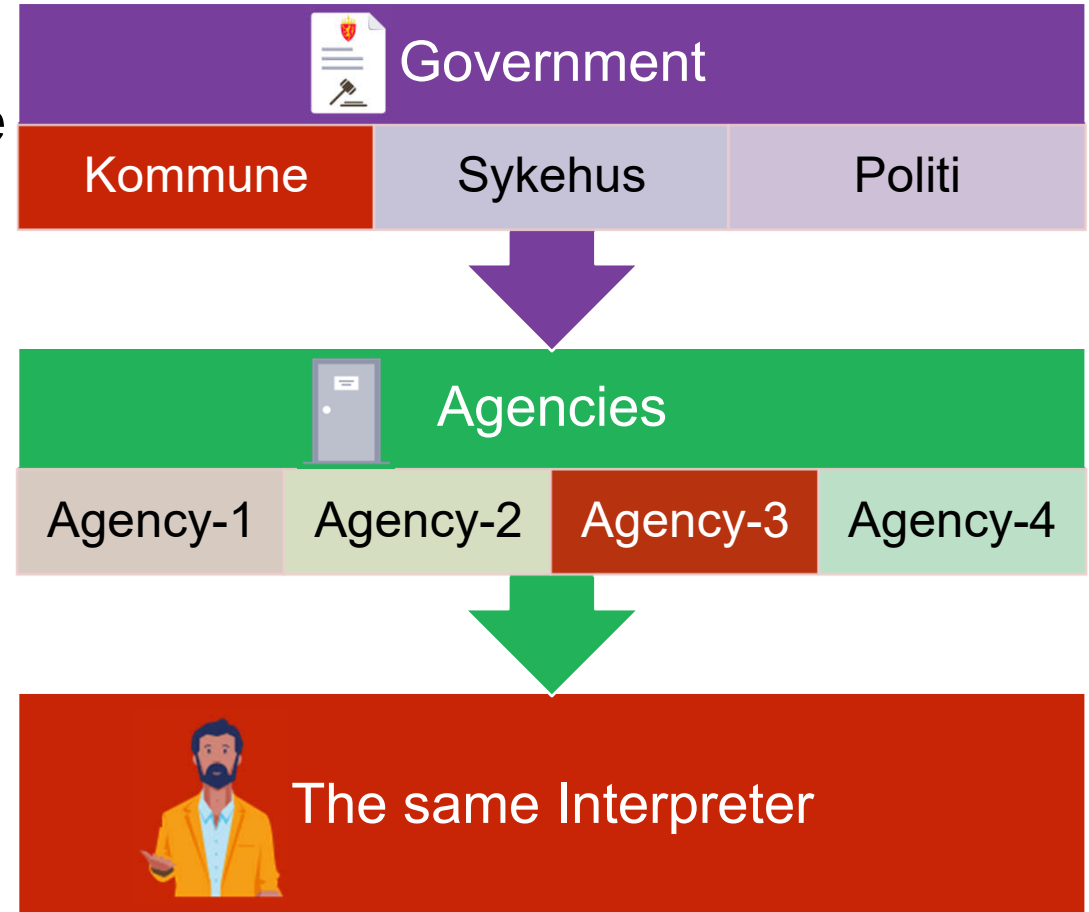 Government
e
Kommune Sykehus Politi
Agencies
Agency-1 Agency-2 Agency-3 Agency-4
The same Interpreter